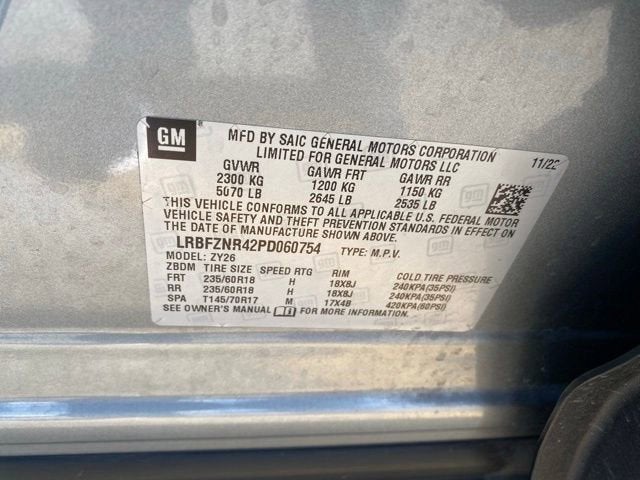 GM
MFD BY SAIC GENERAL MOTORS CORPORATION
LIMITED FOR GENERAL MOTORS LLC
11/22
GVWR GAWR FRT GAWR RR
2300 KG 1200 KG 1150 KG
5070 LB 2645 LB 2535 LB
THIS VEHICLE CONFORMS TO ALL APPLICABLE U.S. FEDERAL MOTOR
VEHICLE SAFETY AND THEFT PREVENTION STANDARDS IN EFFECT ON
THE DATE OF MANUFACTURE SHOWN ABOVE.
LRBFZNR42PD060754 TYPE: M.P.V.
MODEL: ZY26
ZBDM TIRE SIZE SPEED RTG RIM COLD TIRE PRESSURE
FRT 235/60R18 H 18X8J 240KPA(35PSI)
RR 235/60R18 H 18X8J 240KPA(35PSI)
SPA T145/70R17 M 17X4B 420KPA(60PSI)
SEE OWNER'S MANUAL FOR MORE INFORMATION.